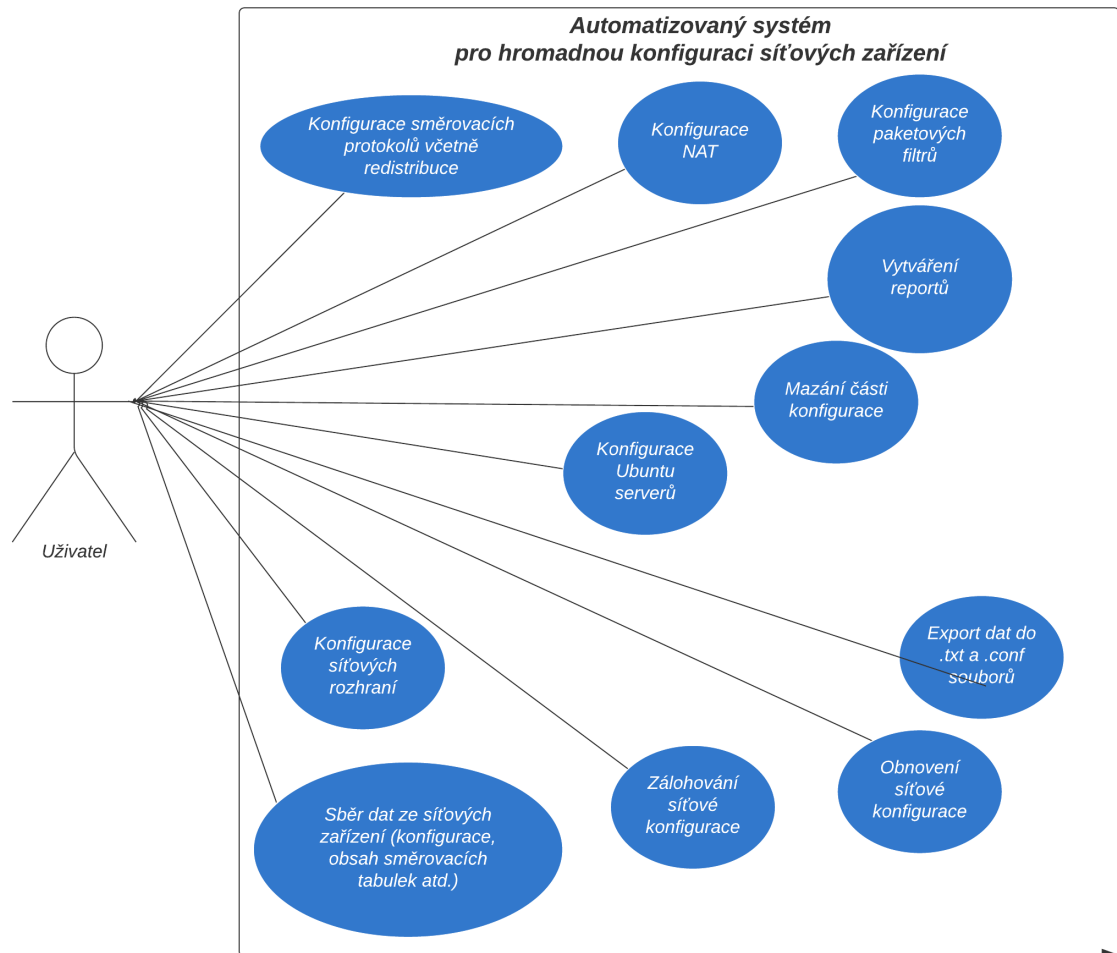 Automatizovaný systém
pro hromadnou konfiguraci síťových zařízení
Konfigurace směrovacích
protokolů včetně
redistribuce
Konfigurace
NAT
Konfigurace
paketových
filtrů
Vytváření
reportů
Mazání části
konfigurace
Konfigurace
Ubuntu
serverů
Uživatel
Konfigurace
síťových
rozhraní
Export dat do
.txt a .conf
souborů
Sběr dat ze síťových
zařízení (konfigurace,
obsah směrovacích
tabulek atd.)
Zálohování
síťové
konfigurace
Obnovení
síťové
konfigurace